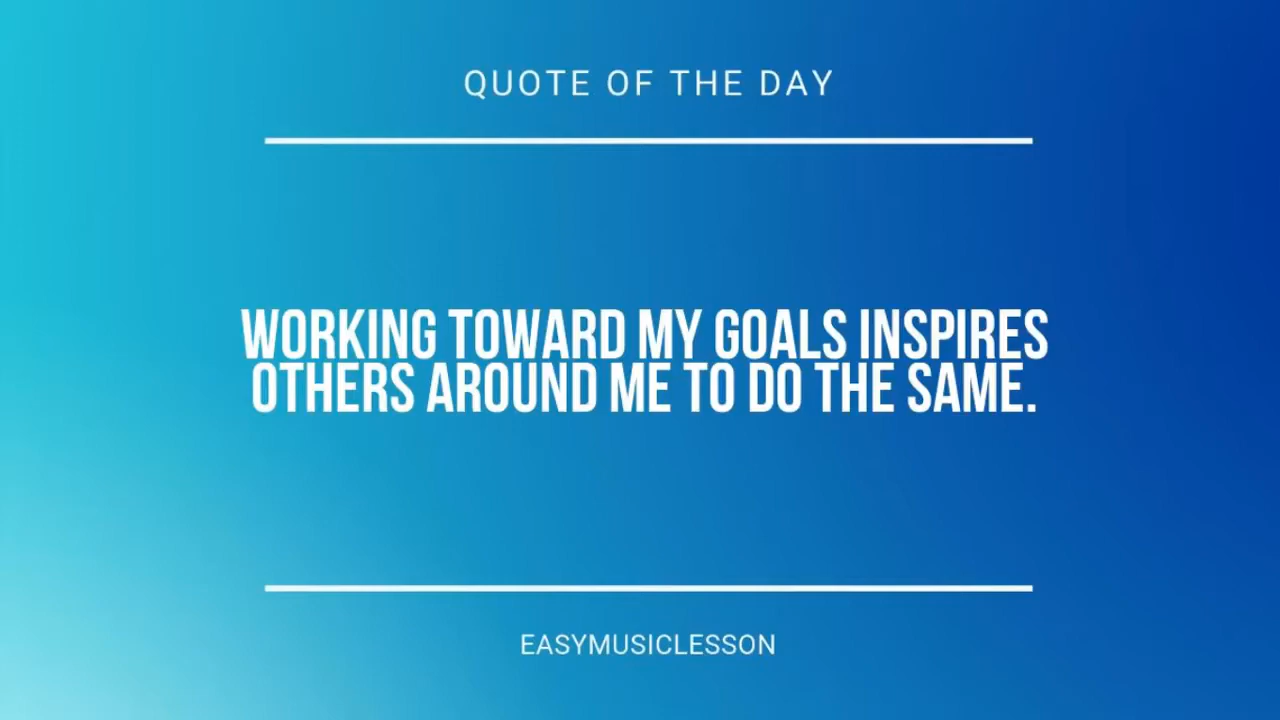 QUOTE OF THE DAY
WORKING TOWARD MY GOALS INSPIRES
OTHERS AROUND ME TO DO THE SAME.
EASYMUSICLESSON